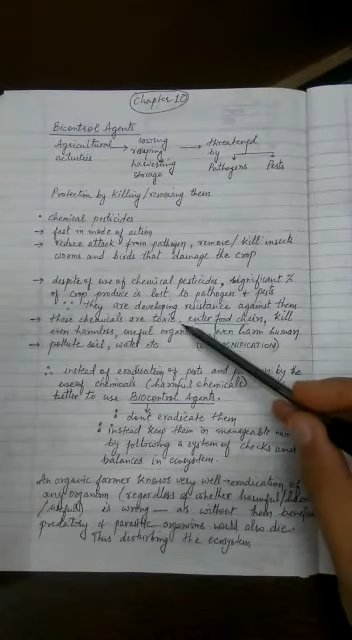 Chapter 10
Biocontrol Agents
Agricultural activities → sowing reaping harvesting storage → threatened by Pathogens Pests
Protection by killing/removing them
• chemical pesticides
→ fast in mode of action
→ reduce attack from pathogen, remove/kill insects
worms and birds that damage the crop
→ despite of use of chemical pesticides, significant %
of crop produce is lost to pathogen & pests
∵ they are developing resistance against them
→ these chemicals are toxic, enter food chain, kill
even harmless, useful even harm human
→ pollute soil, water etc
∴ instead of eradication of pests and by the
use of chemicals (harmful chemicals)
better to use Biocontrol Agents.
: don't eradicate them
: instead keep them in manageable
by following a system of checks and
balances in ecosystem.
An organic farmer knows very well - eradication of
any organism (regardless of whether harmful/
/useful) is wrong — as without them
predatory & parasitic organisms would also die.
Thus disturbing the ecosystem